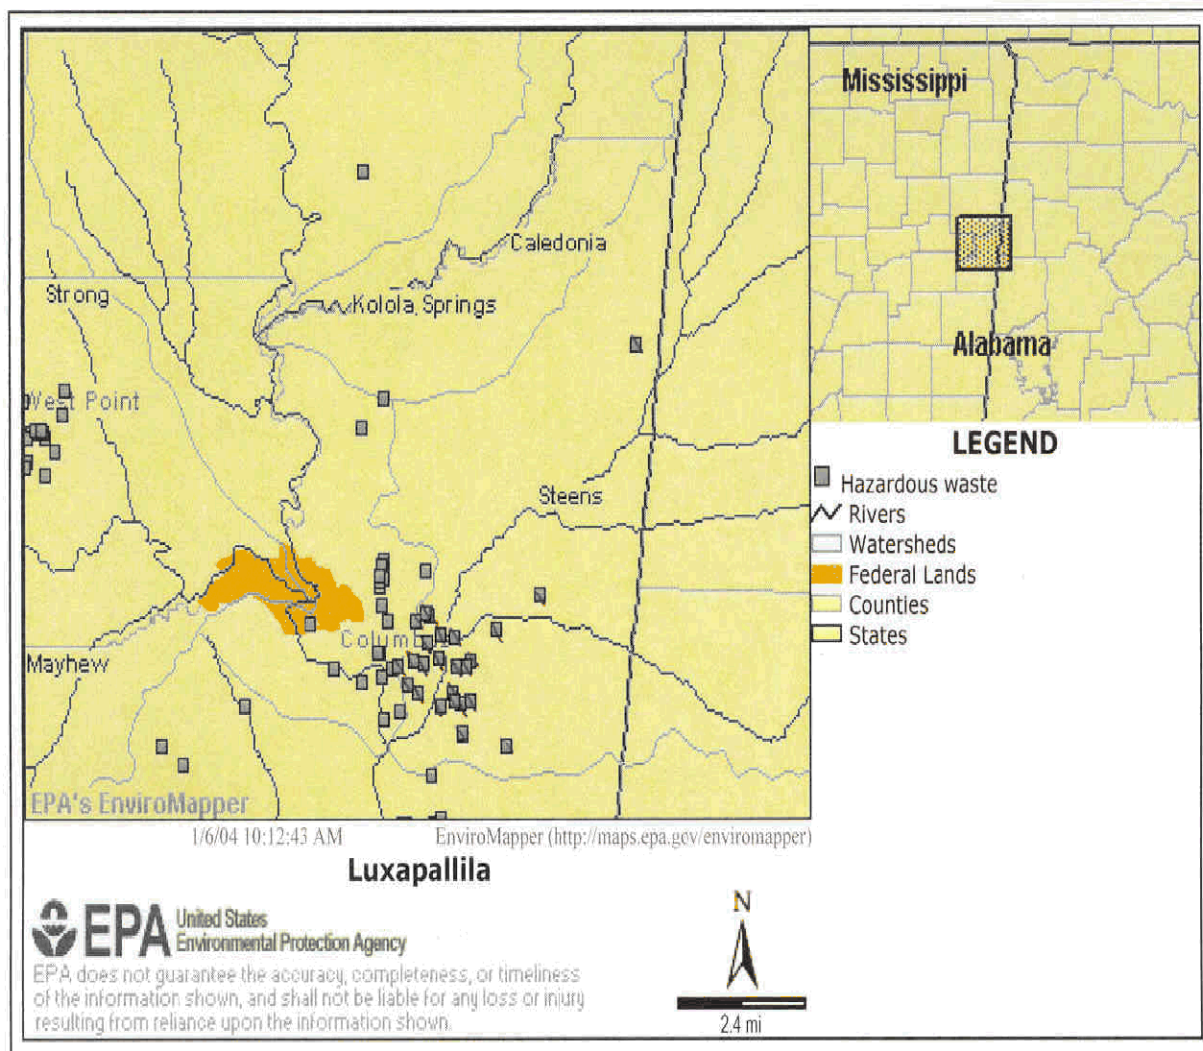 Mississippi
Alabama
Caledonia
Strong
Kolola Springs
West Point
Steens
Mayhew
EPA's EnviroMapper
LEGEND
Hazardous waste
Rivers
Watersheds
Federal Lands
Counties
States
1/6/04 10:12:43 AM
EnviroMapper (http://maps.epa.gov/enviromapper)
Luxapallila
EPA
United States
Environmental Protection Agency
EPA does not guarantee the accuracy, completeness, or timeliness
of the information shown, and shall not be liable for any loss or injury
resulting from reliance upon the information shown.
N
2.4 mi